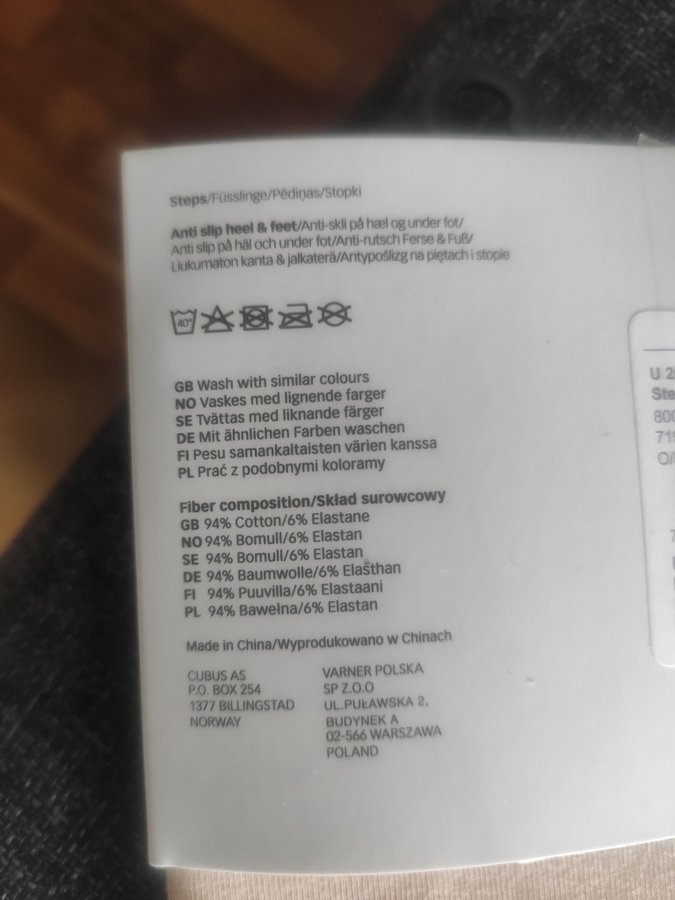 Steps/Füsslinge/Pēdiņas/Stopki
Anti slip heel & feet/Anti-skli på hæl og under fot/
Anti slip på häl och under fot/Anti-rutsch Ferse & Fuß/
Liukumaton kanta & jalkaterä/Antypoślizg na piętach i stopie
40°
GB Wash with similar colours
NO Vaskes med lignende farger
SE Tvättas med liknande färger
DE Mit ähnlichen Farben waschen
FI Pesu samankaltaisten värien kanssa
PL Prać z podobnymi koloramy
Fiber composition/Skład surowcowy
GB 94% Cotton/6% Elastane
NO 94% Bomull/6% Elastan
SE 94% Bomull/6% Elastan
DE 94% Baumwolle/6% Elasthan
FI 94% Puuvilla/6% Elastaani
PL 94% Bawełna/6% Elastan
Made in China/Wyprodukowano w Chinach
CUBUS AS
P.O. BOX 254
1377 BILLINGSTAD
NORWAY
VARNER POLSKA
SP Z.O.O
UL.PUŁAWSKA 2,
BUDYNEK A
02-566 WARSZAWA
POLAND
U 2
Ste
800
719